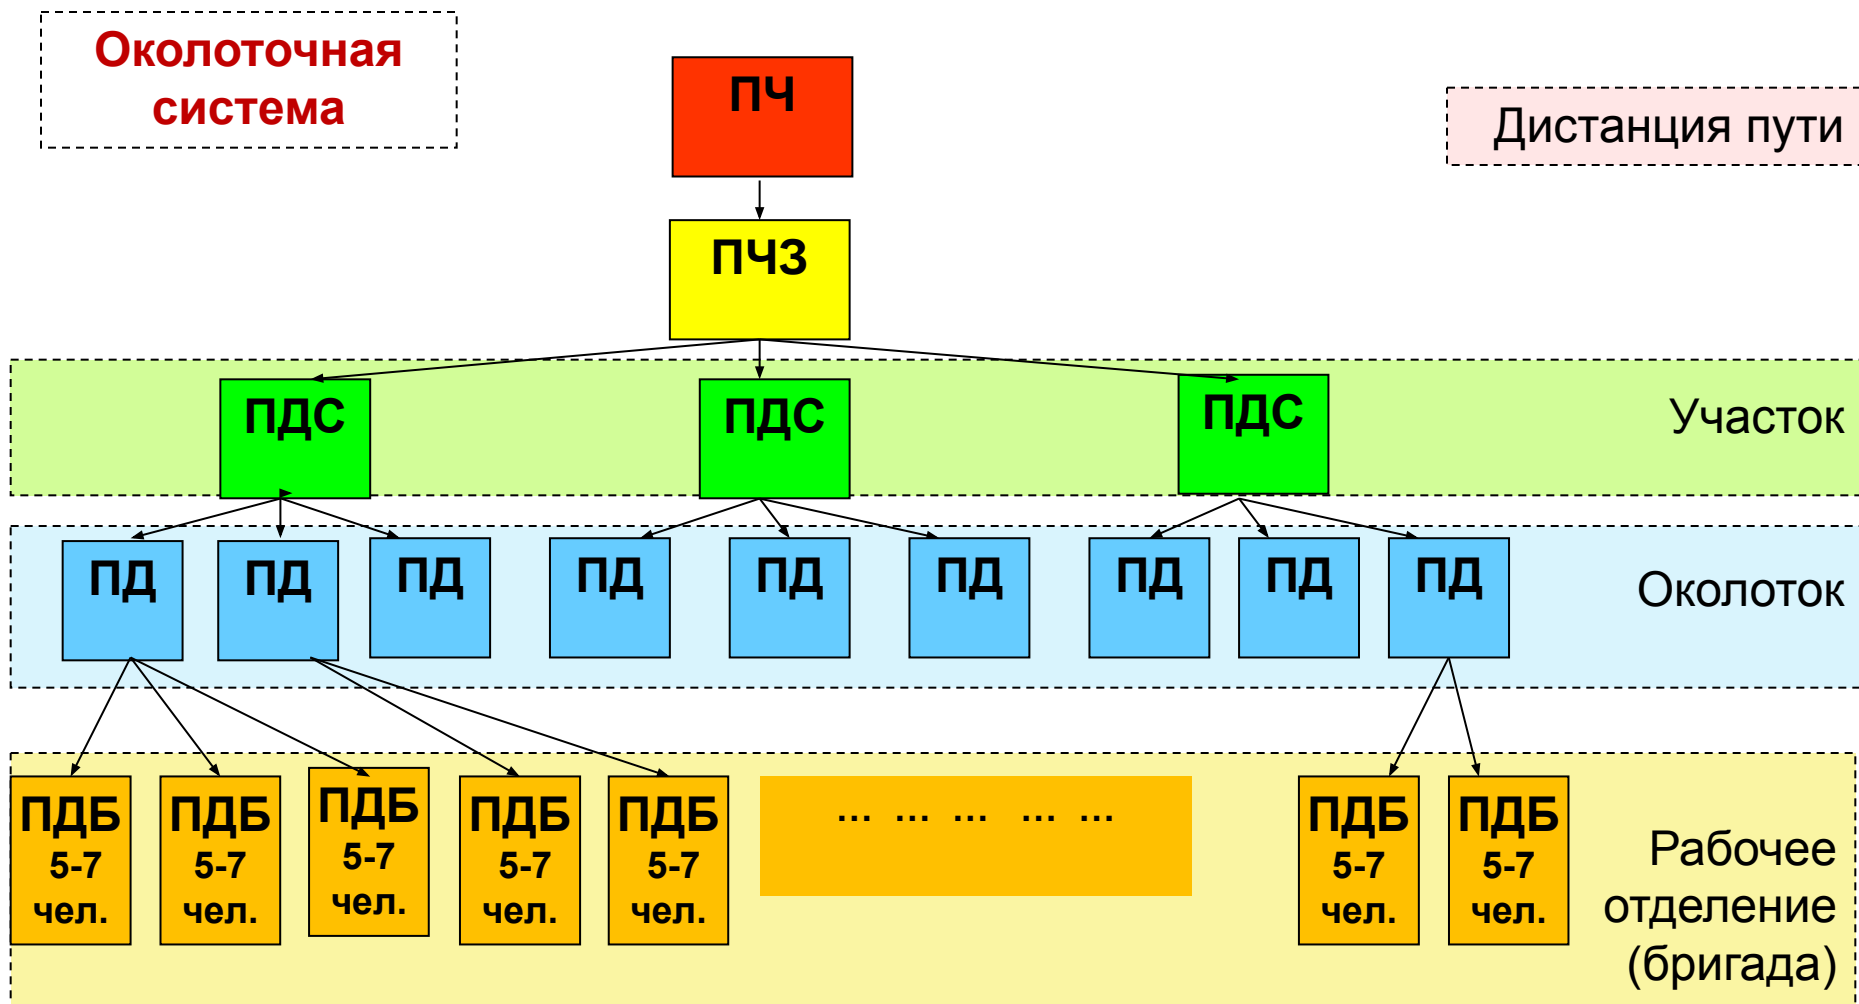 Околоточная
система
ПЧ
Дистанция пути
ПЧЗ
ПДС
ПДС
ПДС
Участок
ПД
ПД
ПД
ПД
ПД
ПД
ПД
ПД
ПД
Околоток
ПДБ
5-7
чел.
ПДБ
5-7
чел.
ПДБ
5-7
чел.
ПДБ
5-7
чел.
ПДБ
5-7
чел.
... ... ... ... ...
ПДБ
5-7
чел.
ПДБ
5-7
чел.
Рабочее
отделение
(бригада)